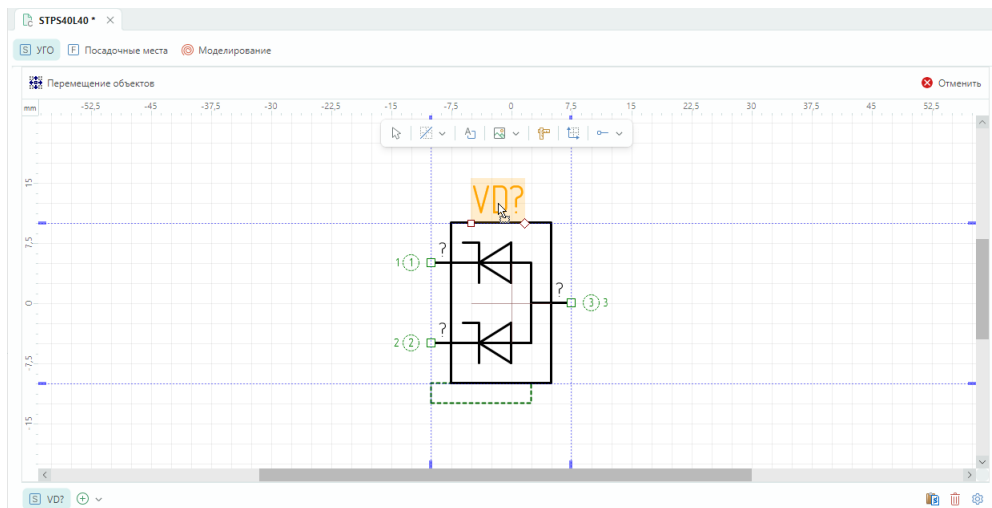 STPS40L40 *
УГО Посадочные места Моделирование
Перемещение объектов Отменить
mm -52,5 -45 -37,5 -30 -22,5 -15 -7,5 0 7,5 15 22,5 30 37,5 45 52,5
15
7,5
0
-7,5
-15
VD?
?
1 1
?
3 3
?
2 2
S VD?